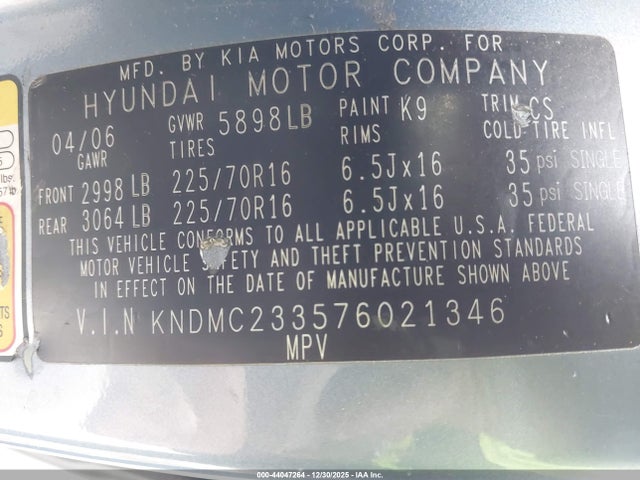 MFD. BY KIA MOTORS CORP. FOR
HYUNDAI MOTOR COMPANY
04/06 GVWR 5898LB PAINT K9 TRIM CS
GAWR TIRES RIMS COLD TIRE INFL
FRONT 2998 LB 225/70R16 6.5Jx16 35 psi SINGLE
REAR 3064 LB 225/70R16 6.5Jx16 35 psi SINGLE
THIS VEHICLE CONFORMS TO ALL APPLICABLE U.S.A. FEDERAL
MOTOR VEHICLE SAFETY AND THEFT PREVENTION STANDARDS
IN EFFECT ON THE DATE OF MANUFACTURE SHOWN ABOVE
V.I.N KNDMC233576021346
MPV
lbs.
TS
S
00-44047264 - 12/30/2025 - IAA Inc.